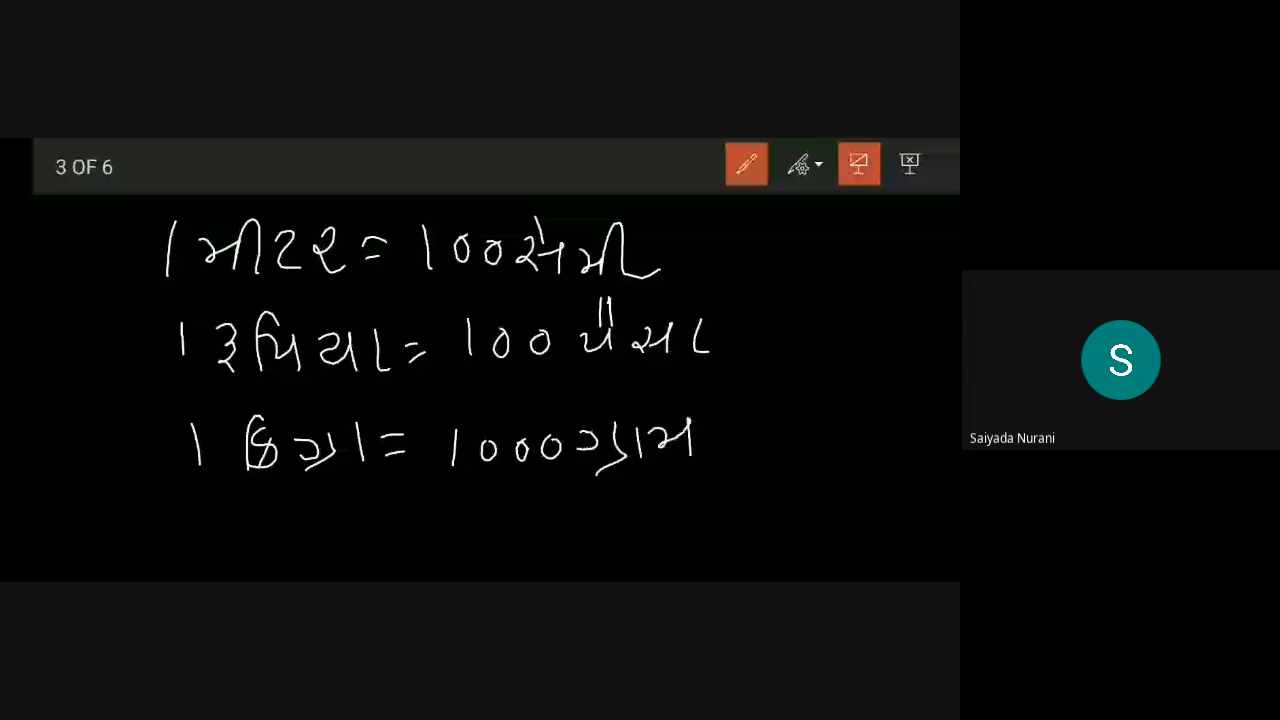 3 OF 6
1 મીટર = 100 સેમી
1 રૂપિયા = 100 પૈસા
1 કિગ્રા = 1000 ગ્રામ
S
Saiyada Nurani